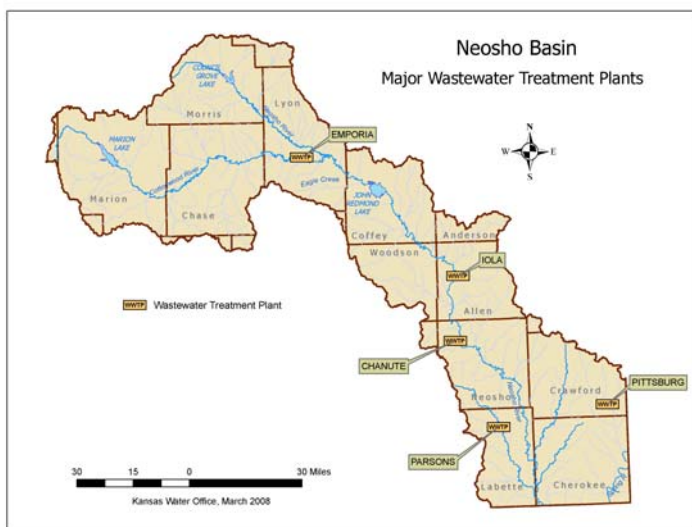 Neosho Basin
Major Wastewater Treatment Plants
COUNCIL
GROVE
LAKE
Lyon
Morris
Neosho River
EMPORIA
WWTP
N
W
E
S
MARION
LAKE
Cottonwood River
Eagle Creek
JOHN
REDMOND
LAKE
Marion
Chase
Coffey
Anderson
Woodson
IOLA
WWTP
WWTP Wastewater Treatment Plant
Allen
WWTP
CHANUTE
PITTSBURG
Neosho
Crawford
WWTP
WWTP
PARSONS
Labette
Cherokee
30 15 0 30 Miles
Kansas Water Office, March 2008